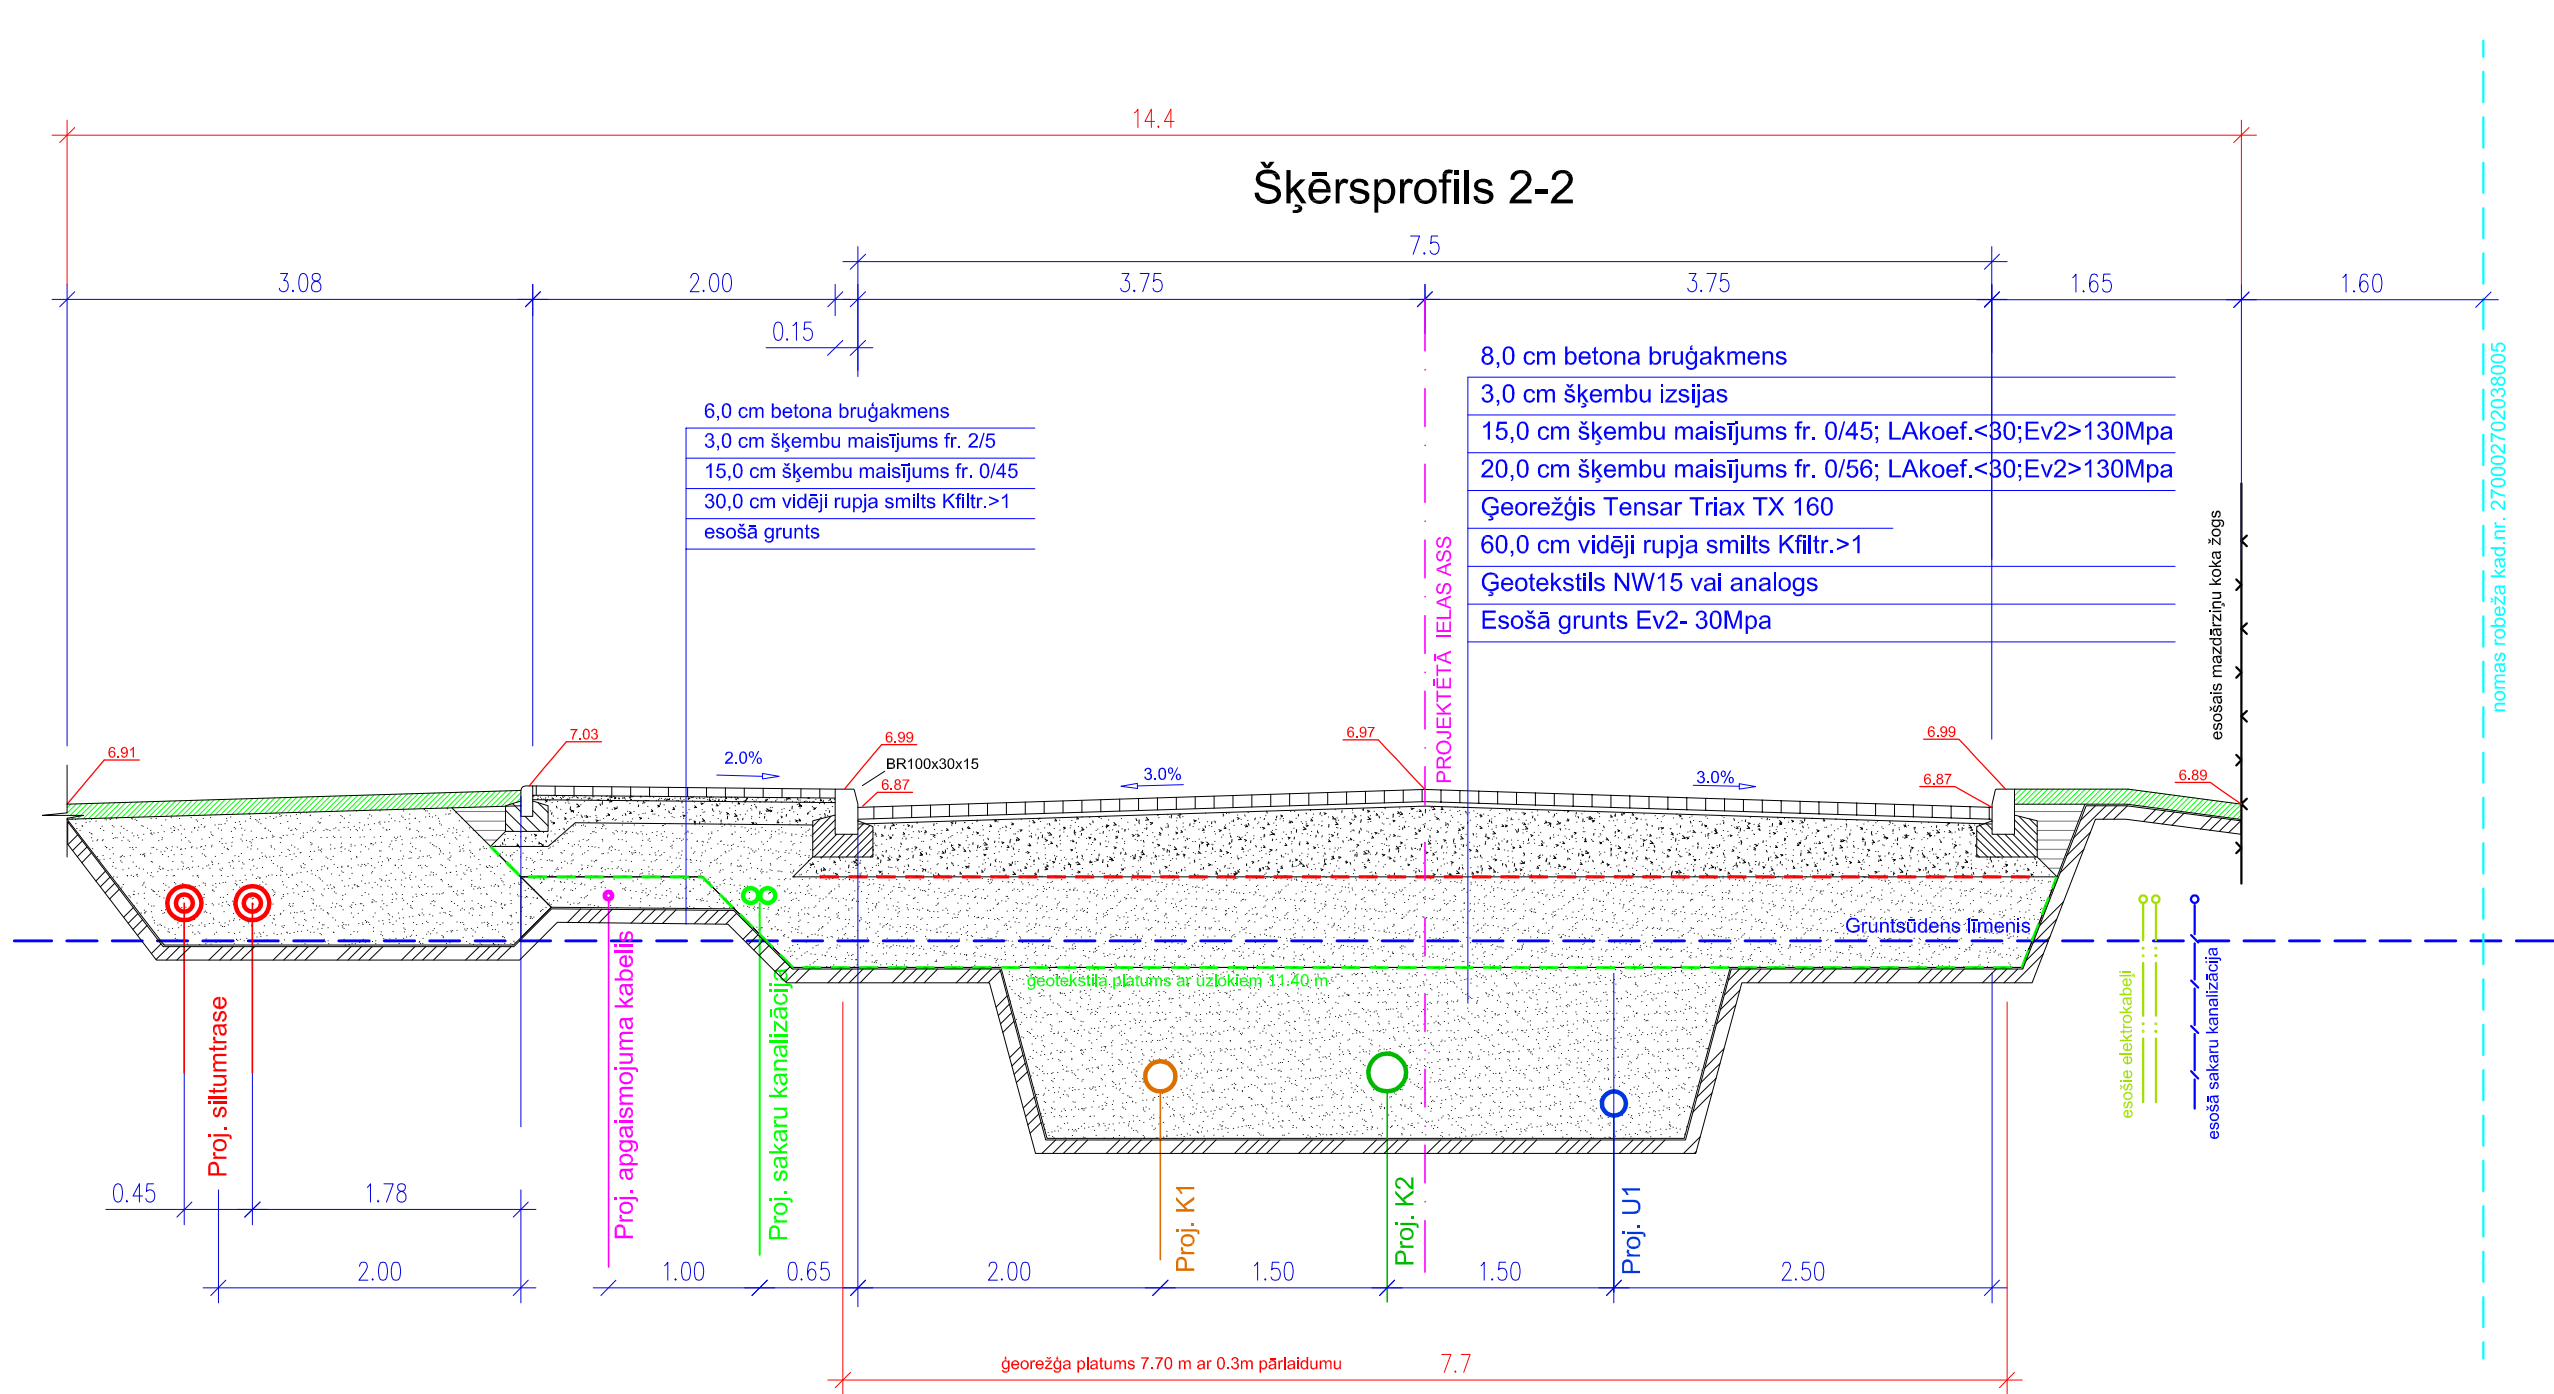 14.4
Šķērsprofils 2-2
7.5
3.08
2.00
3.75
3.75
1.65
1.60
0.15
6,0 cm betona bruģakmens
3,0 cm šķembu maisījums fr. 2/5
15,0 cm šķembu maisījums fr. 0/45
30,0 cm vidēji rupja smilts Kfiltr.>1
esošā grunts
8,0 cm betona bruģakmens
3,0 cm šķembu izsijas
15,0 cm šķembu maisījums fr. 0/45; LAkoef.<30;Ev2>130Mpa
20,0 cm šķembu maisījums fr. 0/56; LAkoef.<30;Ev2>130Mpa
Ģeorežģis Tensar Triax TX 160
60,0 cm vidēji rupja smilts Kfiltr.>1
Ģeotekstils NW15 vai analogs
Esošā grunts Ev2- 30Mpa
PROJEKTĒTĀ IELAS ASS
esošais mazdārziņu koka žogs
nomas robeža kad.nr. 270002702038005
6.91
7.03
2.0%
6.99
BR100x30x15
6.87
6.97
3.0%
3.0%
6.99
6.87
6.89
Gruntsūdens līmenis
ģeotekstila platums ar uzlokiem 11.40 m
Proj. siltumtrase
Proj. apgaismojuma kabelis
Proj. sakaru kanalizācija
Proj. K1
Proj. K2
Proj. U1
esošie elektrokabeļi
esošā sakaru kanalizācija
0.45
1.78
2.00
1.00
0.65
2.00
1.50
1.50
2.50
ģeorežģa platums 7.70 m ar 0.3m pārlaidumu
7.7